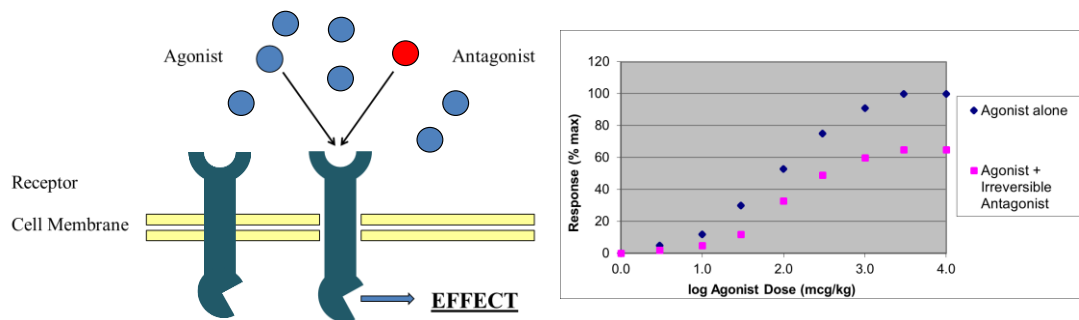 Agonist
Antagonist
Receptor
Cell Membrane
EFFECT
120
100
80
60
40
20
0
Response (% max)
0.0 1.0 2.0 3.0 4.0
log Agonist Dose (mcg/kg)
Agonist alone
Agonist +
Irreversible
Antagonist